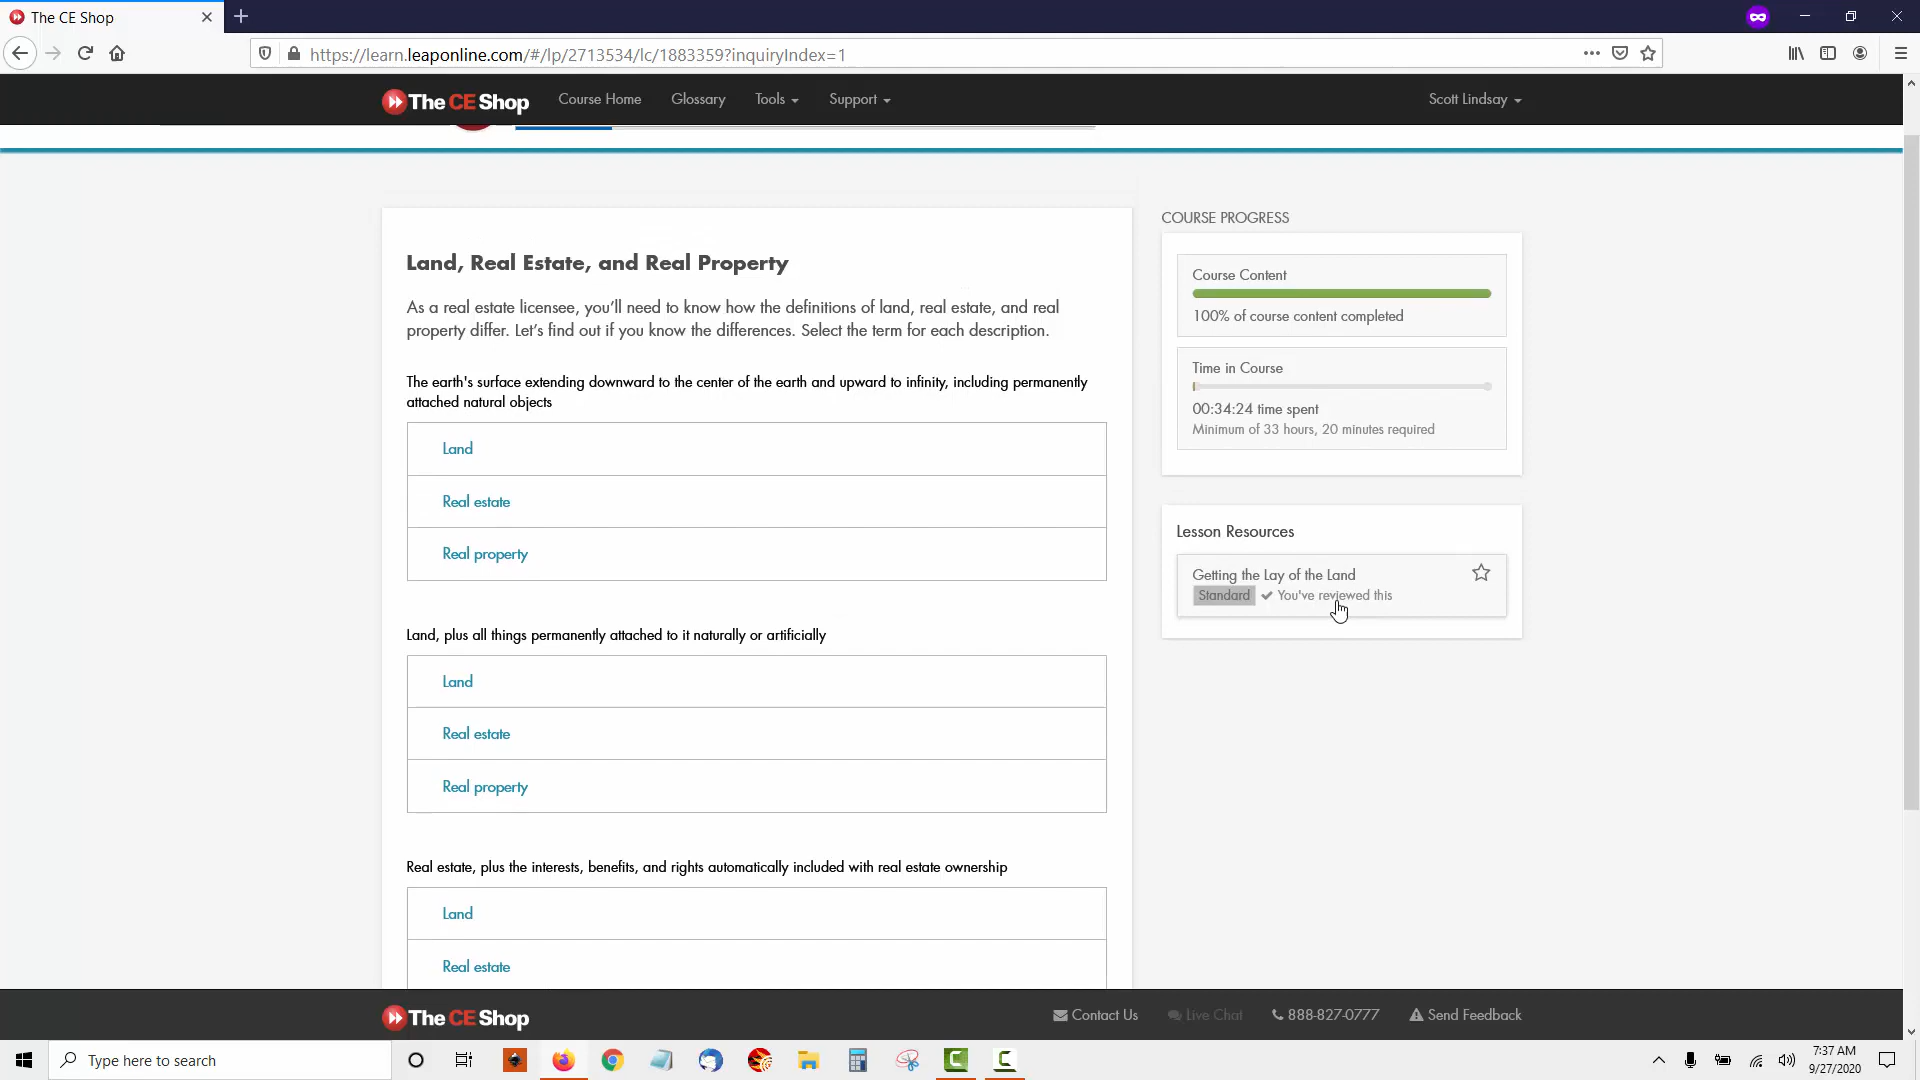 The CE Shop
https://learn.leaponline.com/#/lp/2713534/lc/1883359?inquiryIndex=1
The CE Shop
Course Home
Glossary
Tools
Support
Scott Lindsay
Land, Real Estate, and Real Property
As a real estate licensee, you'll need to know how the definitions of land, real estate, and real
property differ. Let's find out if you know the differences. Select the term for each description.
The earth's surface extending downward to the center of the earth and upward to infinity, including permanently
attached natural objects
Land
Real estate
Real property
Land, plus all things permanently attached to it naturally or artificially
Land
Real estate
Real property
Real estate, plus the interests, benefits, and rights automatically included with real estate ownership
Land
Real estate
COURSE PROGRESS
Course Content
100% of course content completed
Time in Course
00:34:24 time spent
Minimum of 33 hours, 20 minutes required
Lesson Resources
Getting the Lay of the Land
Standard You've reviewed this
The CE Shop
Contact Us
Live Chat
888-827-0777
Send Feedback
Type here to search
7:37 AM
9/27/2020